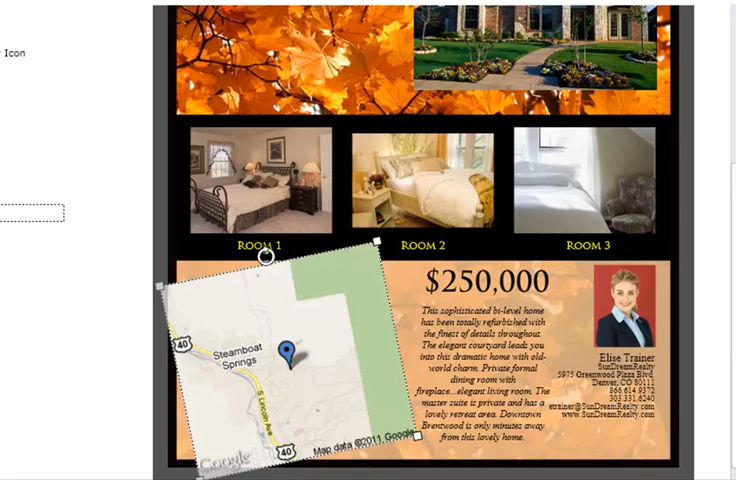 Icon
ROOM 1
ROOM 2
ROOM 3
$250,000
This sophisticated bi-level home
has been totally refurbished with
the finest of details throughout.
The elegant courtyard leads you
into this dramatic home with old-
world charm. Private formal
dining room with
fireplace...elegant living room. The
master suite is private and has a
lovely retreat area. Downtown
Brentwood is only minutes away
from this lovely home.
Elise Trainer
SunDreamRealty
5975 Greenwood Plaza Blvd.
Denver, CO 80111
866.614.9372
303.331.6240
etrainer@SunDreamRealty.com
www.SunDreamRealty.com
40
Steamboat
Springs
S Lincoln Ave
40
Google
Map data ©2011 Google